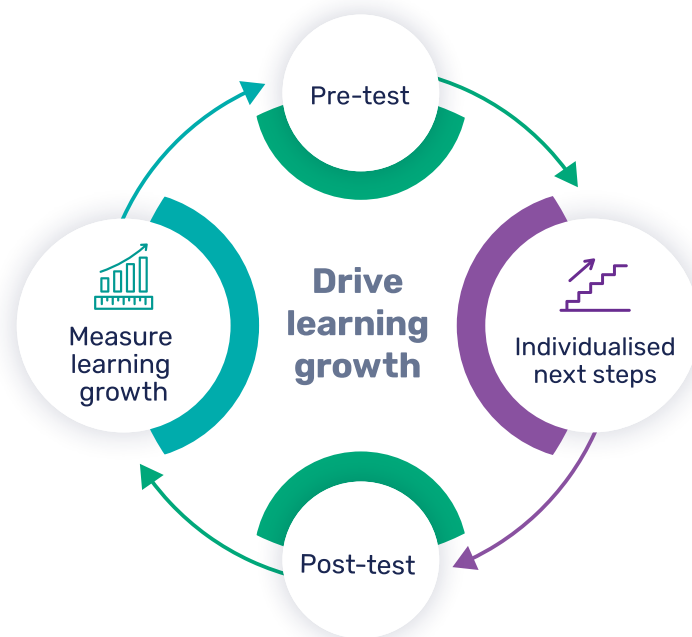 Pre-test
Drive
learning
growth
Individualised
next steps
Post-test
Measure
learning
growth